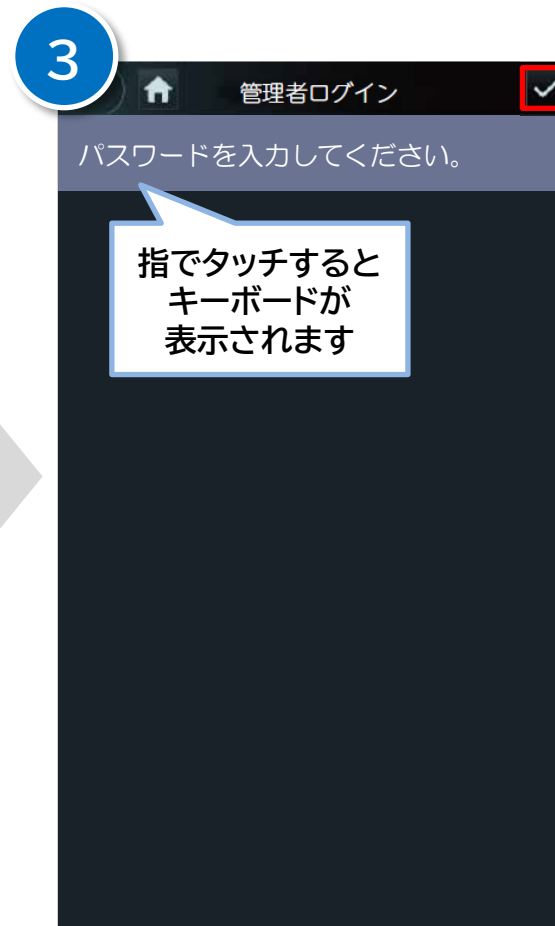 3
管理者ログイン
パスワードを入力してください。
指でタッチすると
キーボードが
表示されます